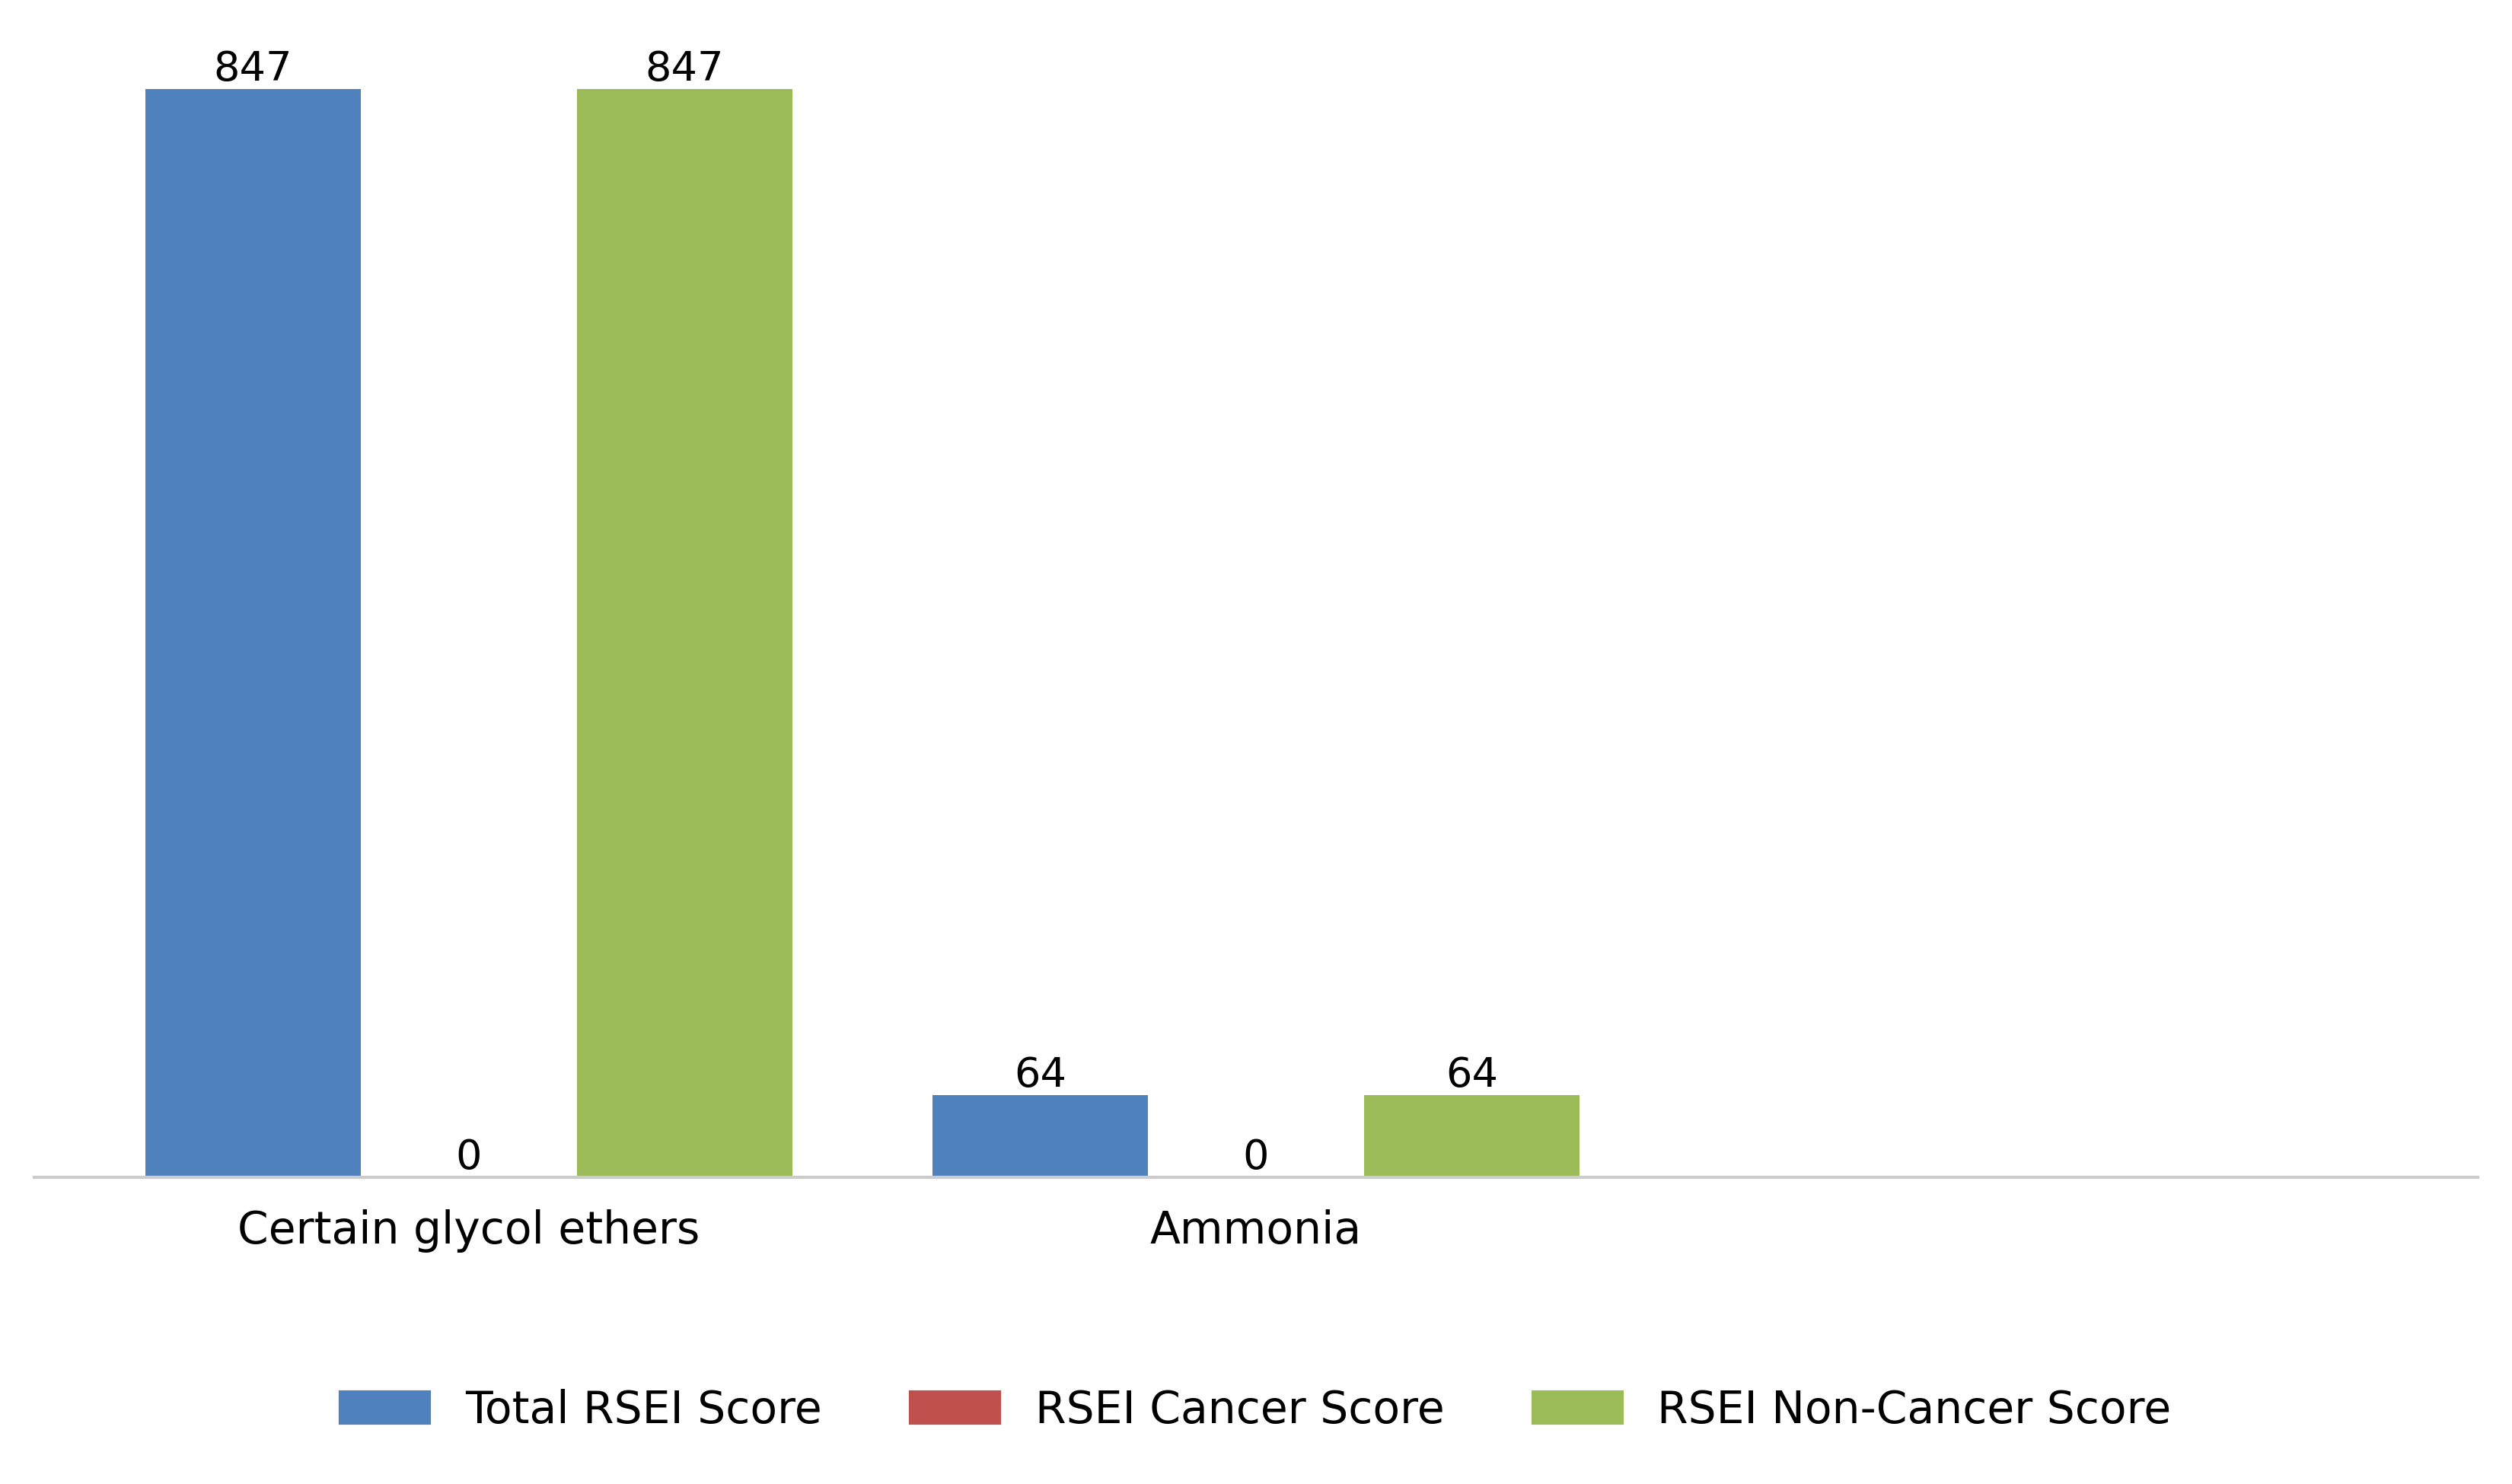 847
847
64
64
0
0
Certain glycol ethers
Ammonia
Total RSEI Score
RSEI Cancer Score
RSEI Non-Cancer Score